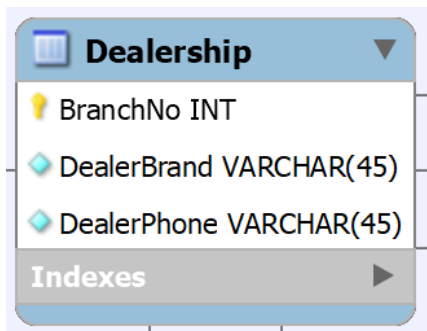 Dealership
BranchNo INT
DealerBrand VARCHAR(45)
DealerPhone VARCHAR(45)
Indexes